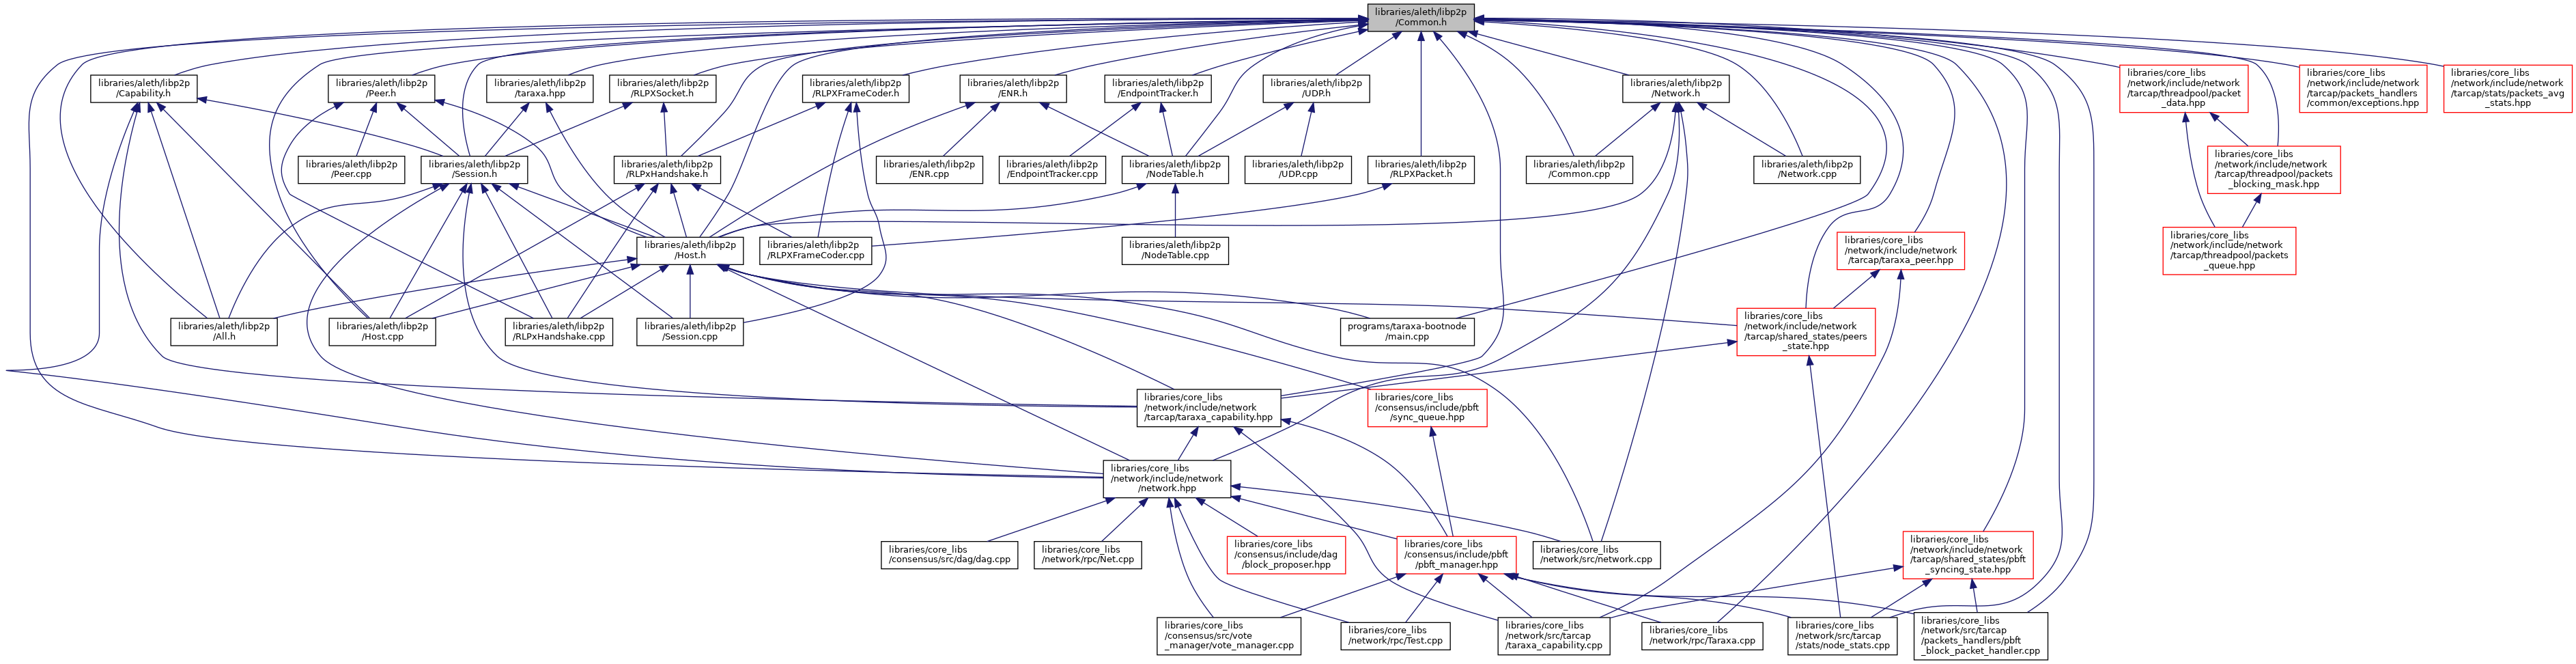 libraries/aleth/libp2p
/Common.h
libraries/aleth/libp2p
/Capability.h
libraries/aleth/libp2p
/Peer.h
libraries/aleth/libp2p
/taraxa.hpp
libraries/aleth/libp2p
/RLPXSocket.h
libraries/aleth/libp2p
/RLPXFrameCoder.h
libraries/aleth/libp2p
/ENR.h
libraries/aleth/libp2p
/EndpointTracker.h
libraries/aleth/libp2p
/UDP.h
libraries/aleth/libp2p
/Network.h
libraries/core_libs
/network/include/network
/tarcap/threadpool/packet
_data.hpp
libraries/core_libs
/network/include/network
/tarcap/packets_handlers
/common/exceptions.hpp
libraries/core_libs
/network/include/network
/tarcap/stats/packets_avg
_stats.hpp
libraries/aleth/libp2p
/Peer.cpp
libraries/aleth/libp2p
/Session.h
libraries/aleth/libp2p
/RLPxHandshake.h
libraries/aleth/libp2p
/ENR.cpp
libraries/aleth/libp2p
/EndpointTracker.cpp
libraries/aleth/libp2p
/NodeTable.h
libraries/aleth/libp2p
/UDP.cpp
libraries/aleth/libp2p
/RLPXPacket.h
libraries/aleth/libp2p
/Common.cpp
libraries/aleth/libp2p
/Network.cpp
libraries/core_libs
/network/include/network
/tarcap/threadpool/packets
_blocking_mask.hpp
libraries/aleth/libp2p
/Host.h
libraries/aleth/libp2p
/RLPXFrameCoder.cpp
libraries/aleth/libp2p
/NodeTable.cpp
libraries/core_libs
/network/include/network
/tarcap/taraxa_peer.hpp
libraries/core_libs
/network/include/network
/tarcap/threadpool/packets
_queue.hpp
libraries/aleth/libp2p
/All.h
libraries/aleth/libp2p
/Host.cpp
libraries/aleth/libp2p
/RLPxHandshake.cpp
libraries/aleth/libp2p
/Session.cpp
programs/taraxa-bootnode
/main.cpp
libraries/core_libs
/network/include/network
/tarcap/shared_states/peers
_state.hpp
libraries/core_libs
/network/include/network
/tarcap/taraxa_capability.hpp
libraries/core_libs
/consensus/include/pbft
/sync_queue.hpp
libraries/core_libs
/network/include/network
/network.hpp
libraries/core_libs
/consensus/src/dag/dag.cpp
libraries/core_libs
/network/rpc/Net.cpp
libraries/core_libs
/consensus/include/dag
/block_proposer.hpp
libraries/core_libs
/consensus/include/pbft
/pbft_manager.hpp
libraries/core_libs
/network/src/network.cpp
libraries/core_libs
/network/include/network
/tarcap/shared_states/pbft
_syncing_state.hpp
libraries/core_libs
/consensus/src/vote
_manager/vote_manager.cpp
libraries/core_libs
/network/rpc/Test.cpp
libraries/core_libs
/network/src/tarcap
/taraxa_capability.cpp
libraries/core_libs
/network/rpc/Taraxa.cpp
libraries/core_libs
/network/src/tarcap
/stats/node_stats.cpp
libraries/core_libs
/network/src/tarcap
/packets_handlers/pbft
_block_packet_handler.cpp